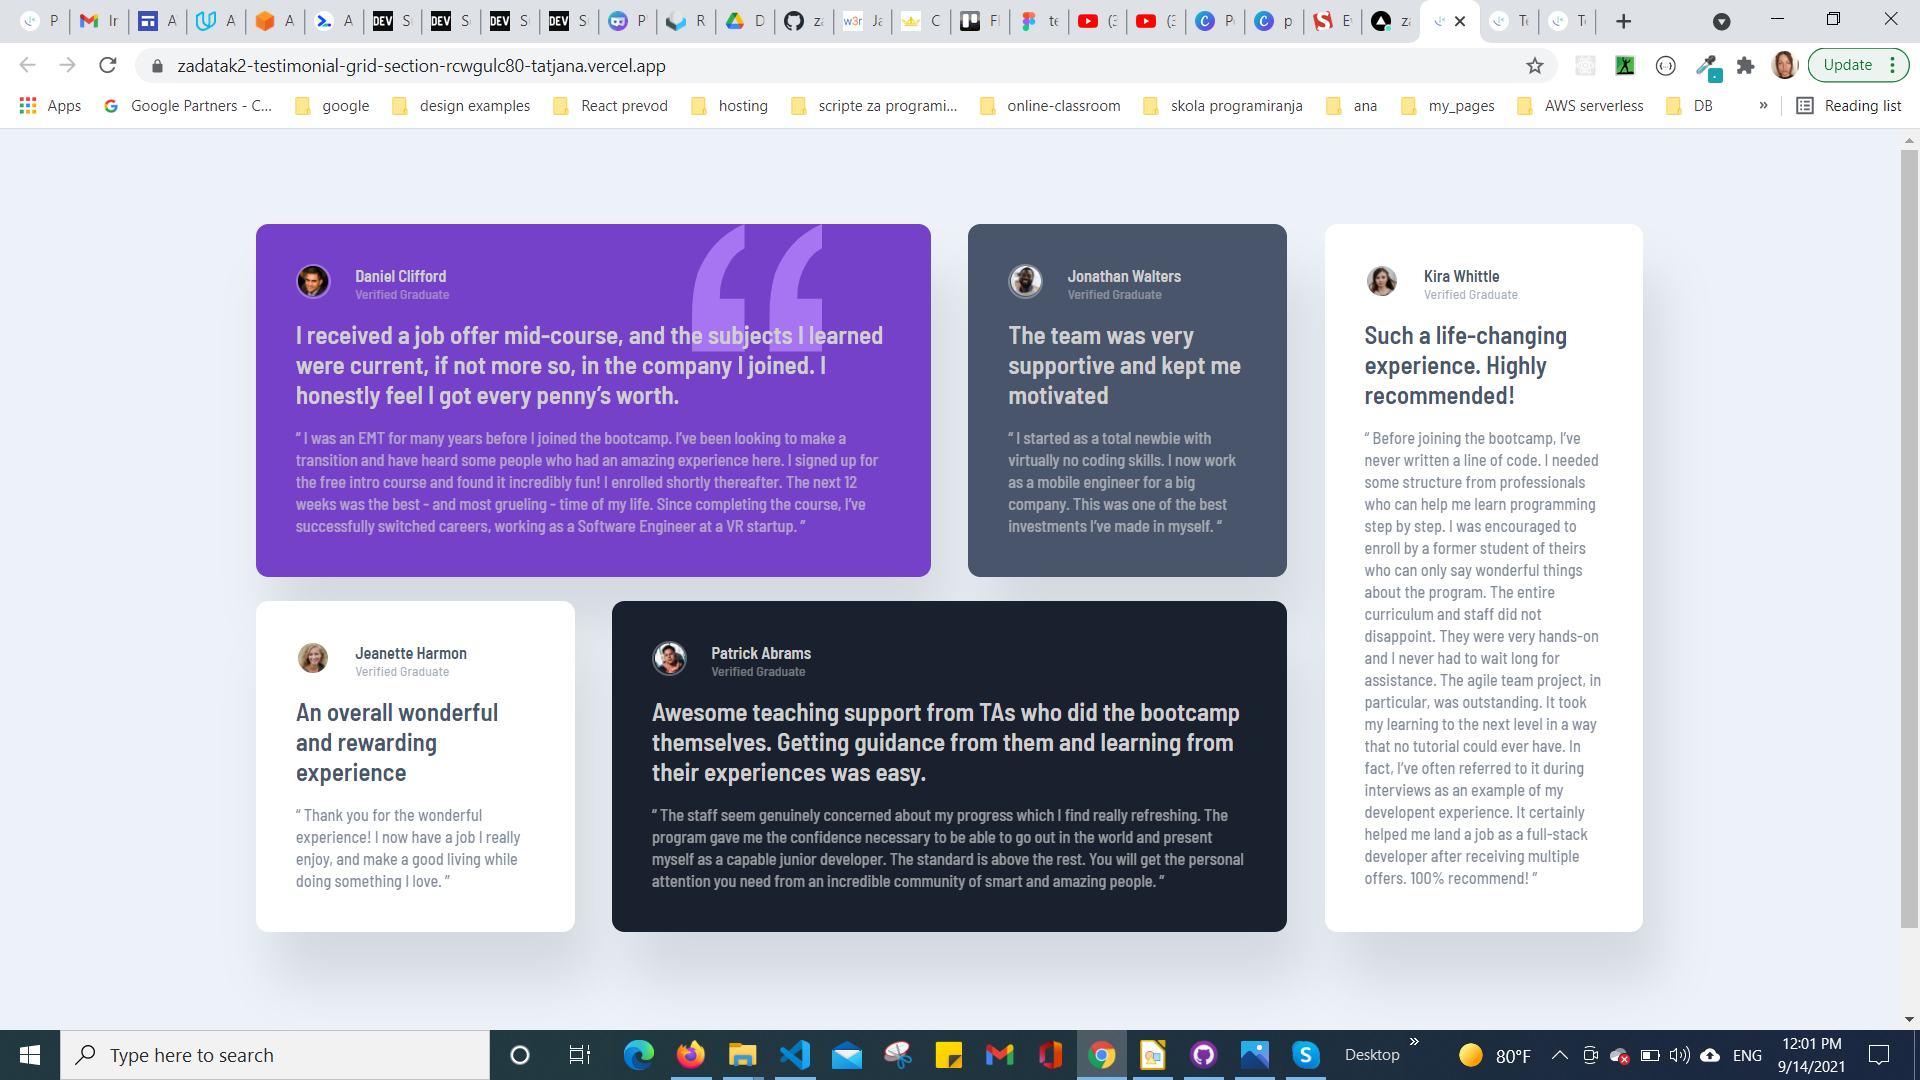 P
Ir
A
A
A
A
S
S
S
S
P
R
D
za
w3r Ja
C
Fl
te
(3
(3
P
p
E
za
Te
Te
zadatak2-testimonial-grid-section-rcwgulc80-tatjana.vercel.app
Update
Apps
Google Partners - C...
google
design examples
React prevod
hosting
scripte za programi...
online-classroom
skola programiranja
ana
my_pages
AWS serverless
DB
»
Reading list
Daniel Clifford
Verified Graduate
I received a job offer mid-course, and the subjects I learned
were current, if not more so, in the company I joined. I
honestly feel I got every penny’s worth.
“ I was an EMT for many years before I joined the bootcamp. I’ve been looking to make a
transition and have heard some people who had an amazing experience here. I signed up for
the free intro course and found it incredibly fun! I enrolled shortly thereafter. The next 12
weeks was the best - and most grueling - time of my life. Since completing the course, I’ve
successfully switched careers, working as a Software Engineer at a VR startup. ”
Jonathan Walters
Verified Graduate
The team was very
supportive and kept me
motivated
“ I started as a total newbie with
virtually no coding skills. I now work
as a mobile engineer for a big
company. This was one of the best
investments I’ve made in myself. “
Kira Whittle
Verified Graduate
Such a life-changing
experience. Highly
recommended!
“ Before joining the bootcamp, I’ve
never written a line of code. I needed
some structure from professionals
who can help me learn programming
step by step. I was encouraged to
enroll by a former student of theirs
who can only say wonderful things
about the program. The entire
curriculum and staff did not
disappoint. They were very hands-on
and I never had to wait long for
assistance. The agile team project, in
particular, was outstanding. It took
my learning to the next level in a way
that no tutorial could ever have. In
fact, I’ve often referred to it during
interviews as an example of my
developent experience. It certainly
helped me land a job as a full-stack
developer after receiving multiple
offers. 100% recommend! ”
Jeanette Harmon
Verified Graduate
An overall wonderful
and rewarding
experience
“ Thank you for the wonderful
experience! I now have a job I really
enjoy, and make a good living while
doing something I love. ”
Patrick Abrams
Verified Graduate
Awesome teaching support from TAs who did the bootcamp
themselves. Getting guidance from them and learning from
their experiences was easy.
“ The staff seem genuinely concerned about my progress which I find really refreshing. The
program gave me the confidence necessary to be able to go out in the world and present
myself as a capable junior developer. The standard is above the rest. You will get the personal
attention you need from an incredible community of smart and amazing people. ”
Type here to search
Desktop
»
80°F
ENG
12:01 PM
9/14/2021